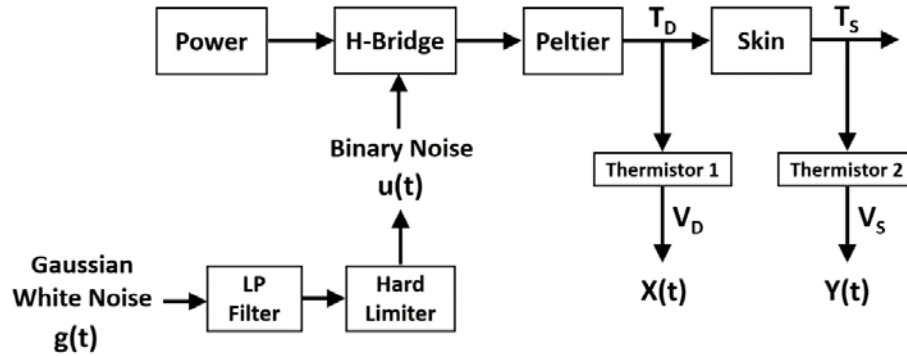 Power
H-Bridge
Peltier
T_D
Skin
T_S
Binary Noise
u(t)
Thermistor 1
Thermistor 2
V_D
V_S
X(t)
Y(t)
Gaussian
White Noise
g(t)
LP
Filter
Hard
Limiter